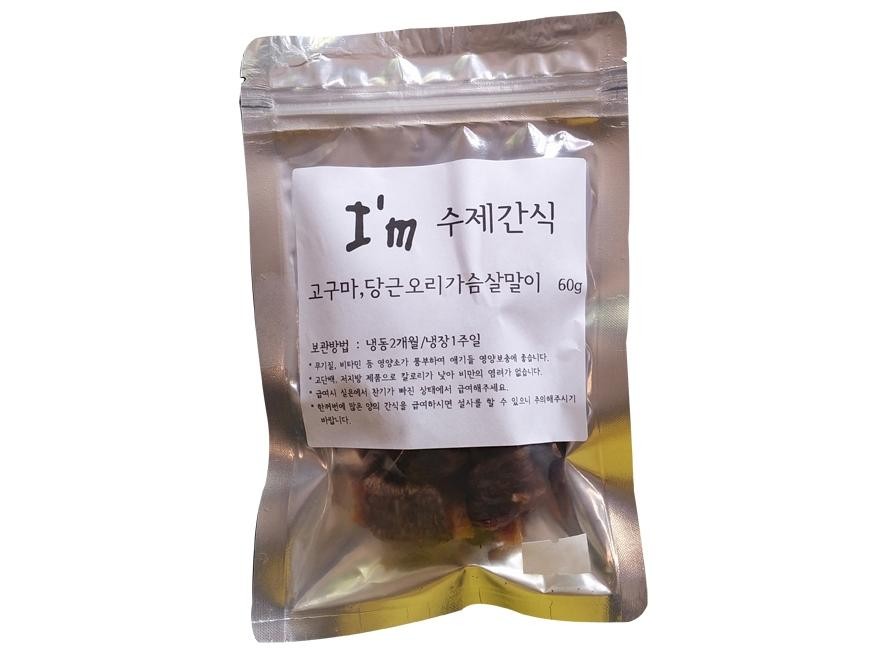 I'm 수제간식
고구마,당근오리가슴살말이 60g
보관방법 : 냉동2개월/냉장1주일
* 무기질, 비타민 등 영양소가 풍부하여 애기들 영양보충에 좋습니다.
* 고단백, 저지방 제품으로 칼로리가 낮아 비만의 염려가 없습니다.
* 급여시 실온에서 찬기가 빠진 상태에서 급여해주세요.
* 한꺼번에 많은 양의 간식을 급여하시면 설사를 할 수 있으니 주의해주시기
바랍니다.